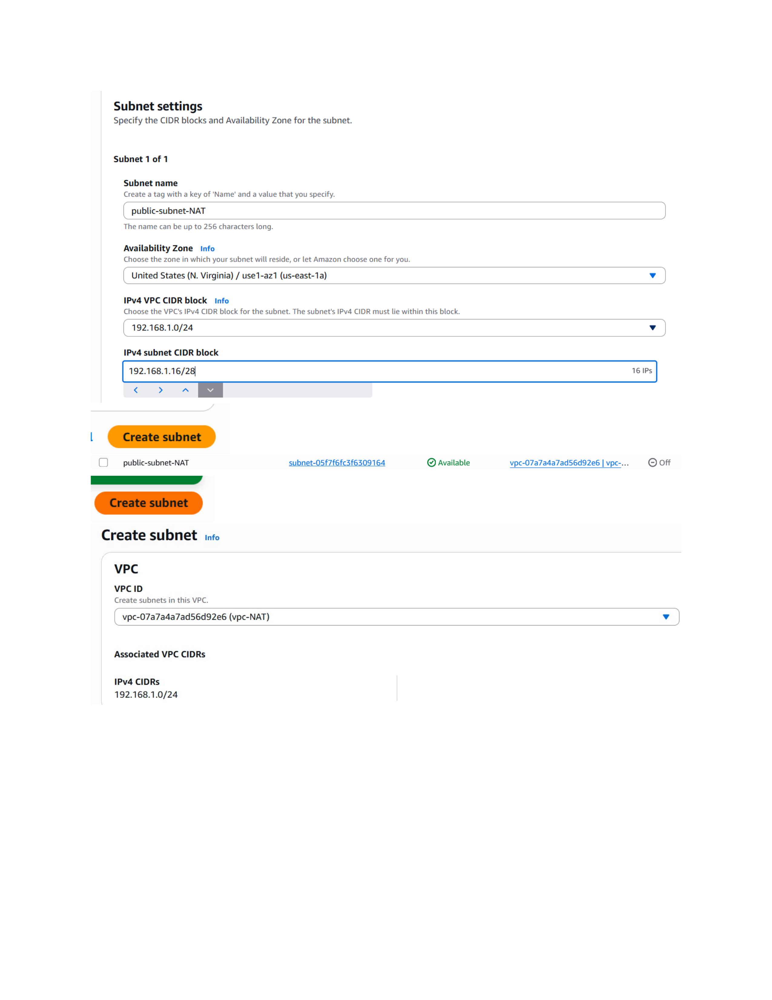 Subnet settings
Specify the CIDR blocks and Availability Zone for the subnet.
Subnet 1 of 1
Subnet name
Create a tag with a key of 'Name' and a value that you specify.
public-subnet-NAT
The name can be up to 256 characters long.
Availability Zone Info
Choose the zone in which your subnet will reside, or let Amazon choose one for you.
United States (N. Virginia) / use1-az1 (us-east-1a)
IPv4 VPC CIDR block Info
Choose the VPC's IPv4 CIDR block for the subnet. The subnet's IPv4 CIDR must lie within this block.
192.168.1.0/24
IPv4 subnet CIDR block
192.168.1.16/28 16 IPs
Create subnet
public-subnet-NAT subnet-05f7f6fc3f6309164 Available vpc-07a7a4a7ad56d92e6 | vpc-... Off
Create subnet
Create subnet Info
VPC
VPC ID
Create subnets in this VPC.
vpc-07a7a4a7ad56d92e6 (vpc-NAT)
Associated VPC CIDRs
IPv4 CIDRs
192.168.1.0/24